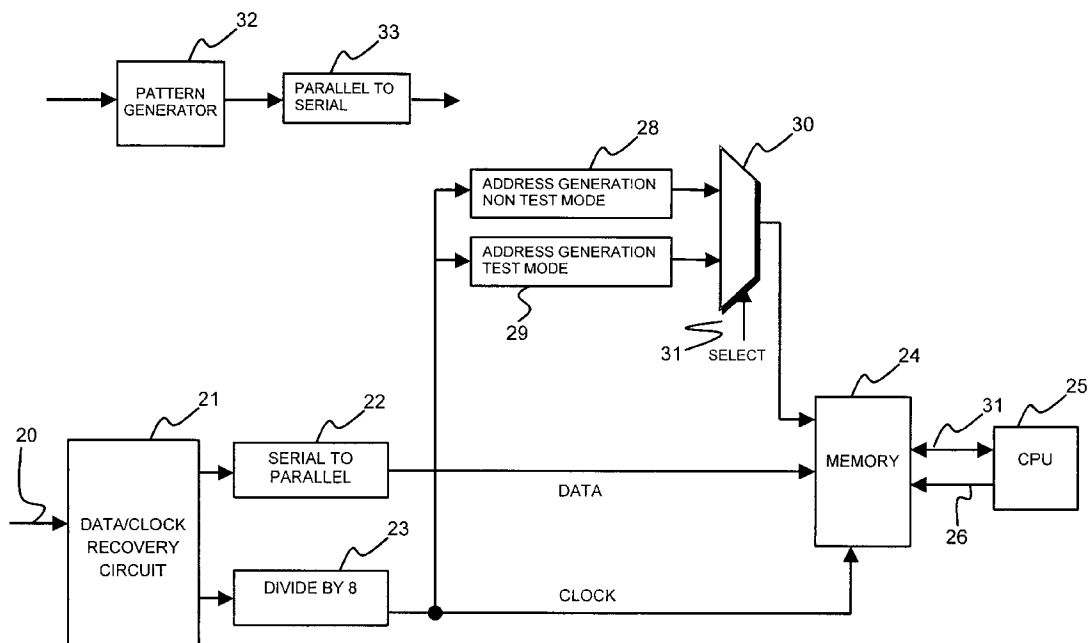 32
33
PATTERN
GENERATOR
PARALLEL TO
SERIAL
28
30
ADDRESS GENERATION
NON TEST MODE
ADDRESS GENERATION
TEST MODE
29
31
SELECT
24
25
21
22
31
20
SERIAL TO
PARALLEL
MEMORY
CPU
DATA
26
DATA/CLOCK
RECOVERY
CIRCUIT
23
DIVIDE BY 8
CLOCK